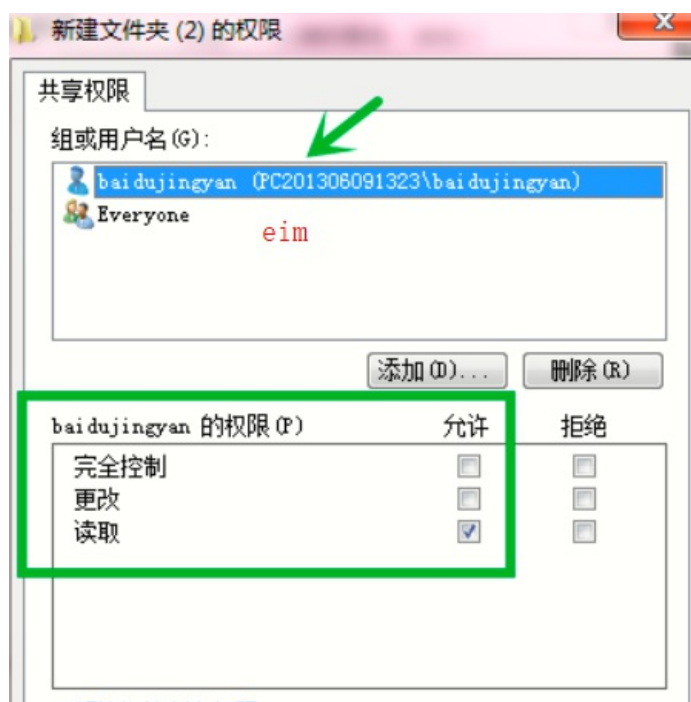 新建文件夹 (2) 的权限
共享权限
组或用户名(G):
baidujingyan (PC201306091323\baidujingyan)
Everyone
eim
添加(D)... 删除(R)
baidujingyan 的权限(P) 允许 拒绝
完全控制
更改
读取